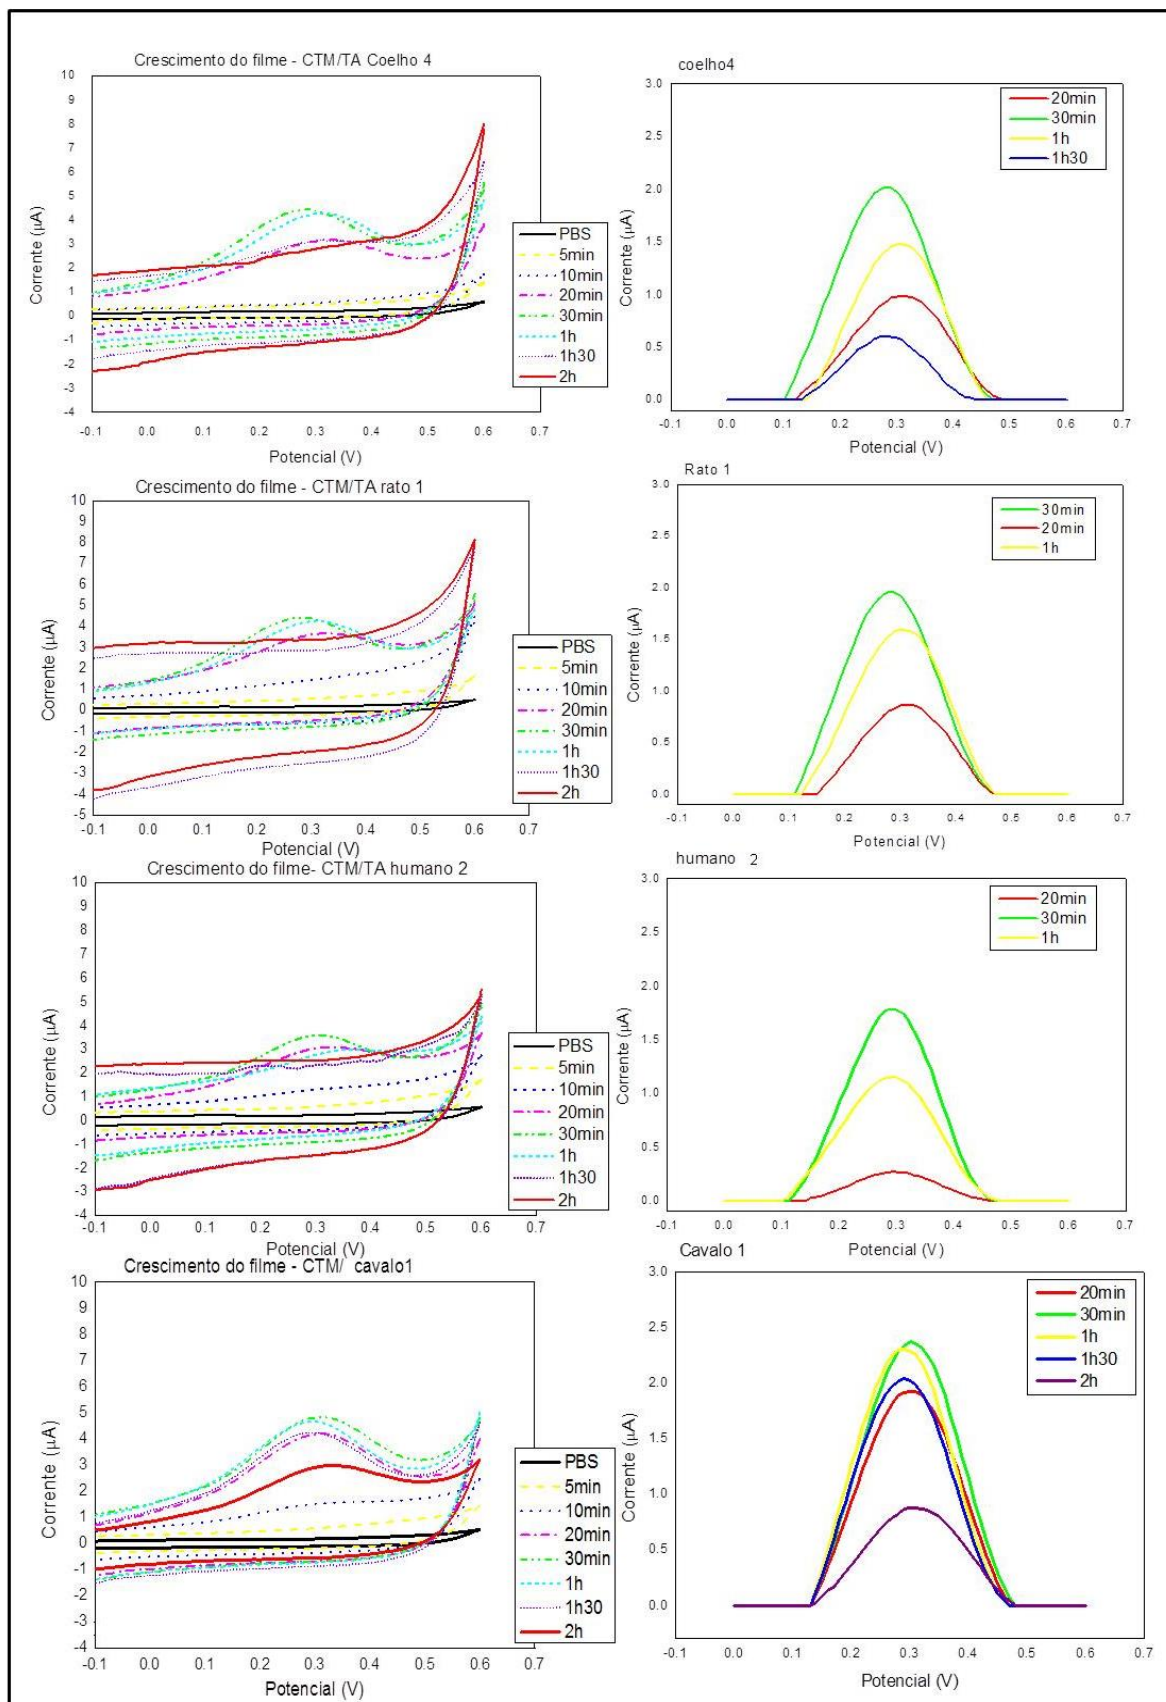 Crescimento do filme - CTM/TA Coelho 4
Corrente (µA)
10
9
8
7
6
5
4
3
2
1
0
-1
-2
-3
-4
-0.1 0.0 0.1 0.2 0.3 0.4 0.5 0.6 0.7
Potencial (V)
PBS
5min
10min
20min
30min
1h
1h30
2h
coelho4
Corrente (µA)
3.0
2.5
2.0
1.5
1.0
0.5
0.0
-0.1 0.0 0.1 0.2 0.3 0.4 0.5 0.6 0.7
Potencial (V)
20min
30min
1h
1h30
Crescimento do filme - CTM/TA rato 1
Corrente (µA)
10
9
8
7
6
5
4
3
2
1
0
-1
-2
-3
-4
-5
-0.1 0.0 0.1 0.2 0.3 0.4 0.5 0.6 0.7
Potencial (V)
PBS
5min
10min
20min
30min
1h
1h30
2h
Rato 1
Corrente (µA)
3.0
2.5
2.0
1.5
1.0
0.5
0.0
-0.1 0.0 0.1 0.2 0.3 0.4 0.5 0.6 0.7
Potencial (V)
30min
20min
1h
Crescimento do filme- CTM/TA humano 2
Corrente (µA)
10
9
8
7
6
5
4
3
2
1
0
-1
-2
-3
-4
-0.1 0.0 0.1 0.2 0.3 0.4 0.5 0.6 0.7
Potencial (V)
PBS
5min
10min
20min
30min
1h
1h30
2h
humano 2
Corrente (µA)
3.0
2.5
2.0
1.5
1.0
0.5
0.0
-0.1 0.0 0.1 0.2 0.3 0.4 0.5 0.6 0.7
Potencial (V)
20min
30min
1h
Crescimento do filme - CTM/ cavalo1
Corrente (µA)
10
9
8
7
6
5
4
3
2
1
0
-1
-2
-3
-4
-0.1 0.0 0.1 0.2 0.3 0.4 0.5 0.6 0.7
Potencial (V)
PBS
5min
10min
20min
30min
1h
1h30
2h
Cavalo 1
Corrente (µA)
3.0
2.5
2.0
1.5
1.0
0.5
0.0
-0.1 0.0 0.1 0.2 0.3 0.4 0.5 0.6 0.7
Potencial (V)
20min
30min
1h
1h30
2h